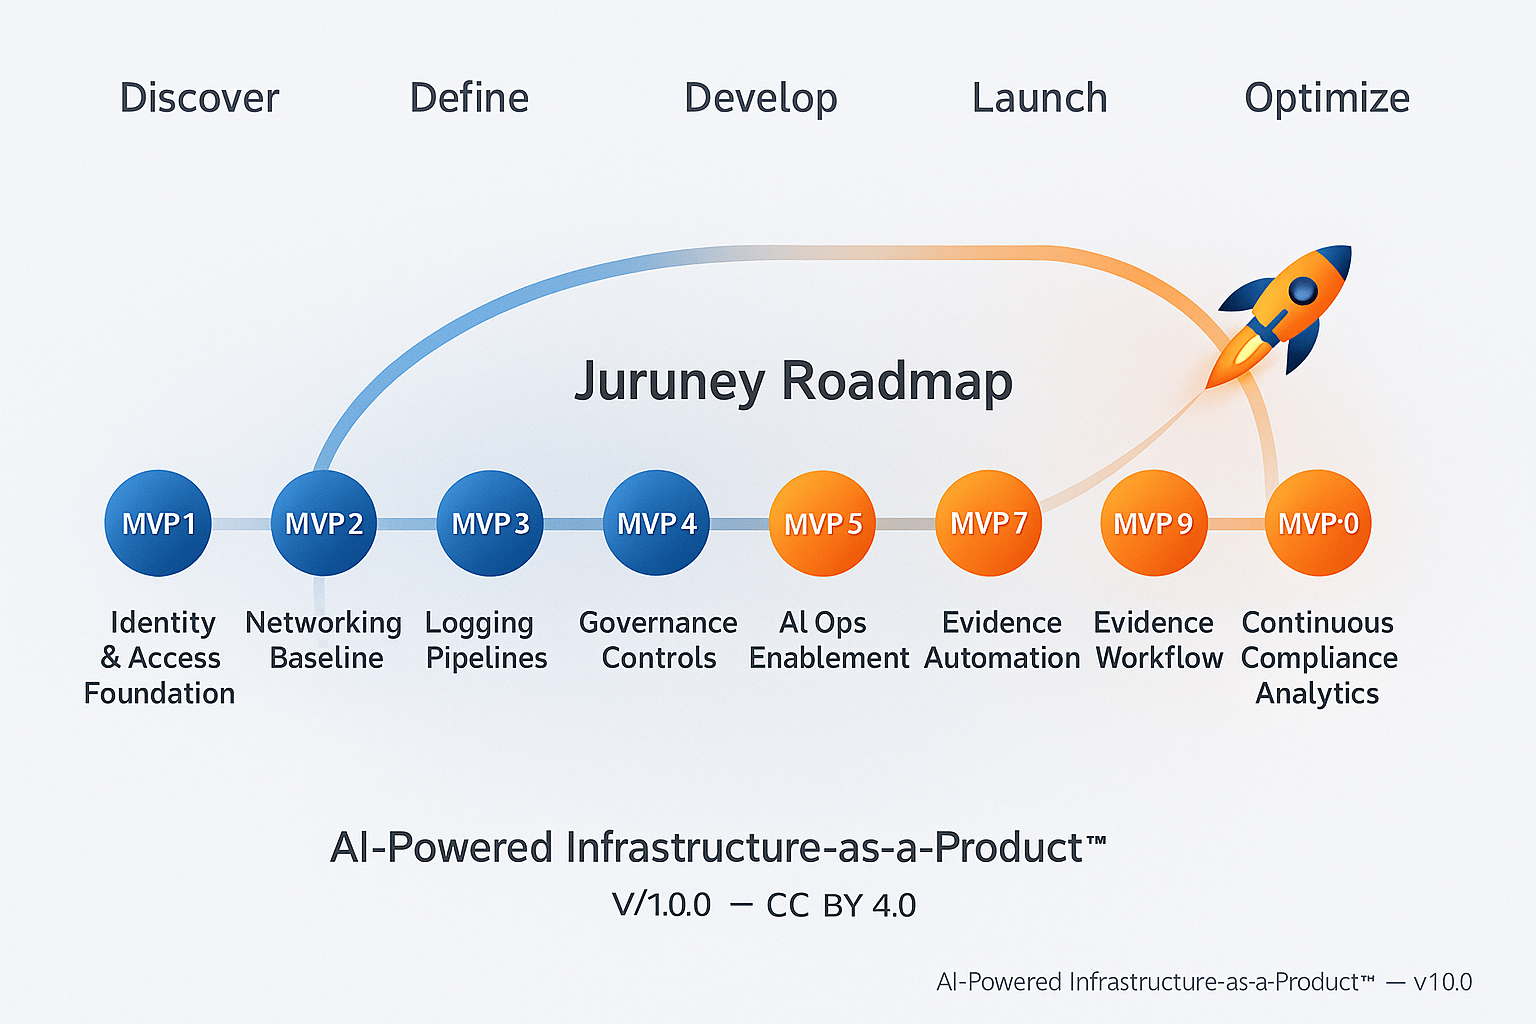 Discover Define Develop Launch Optimize
Juruney Roadmap
MVP1 MVP2 MVP3 MVP4 MVP5 MVP7 MVP9 MVP·0
Identity Networking Logging Governance AI Ops Evidence Evidence Continuous
& Access Baseline Pipelines Controls Enablement Automation Workflow Compliance
Foundation Analytics
AI-Powered Infrastructure-as-a-Product™
V/1.0.0 — CC BY 4.0
AI-Powered Infrastructure-as-a-Product™ — v10.0